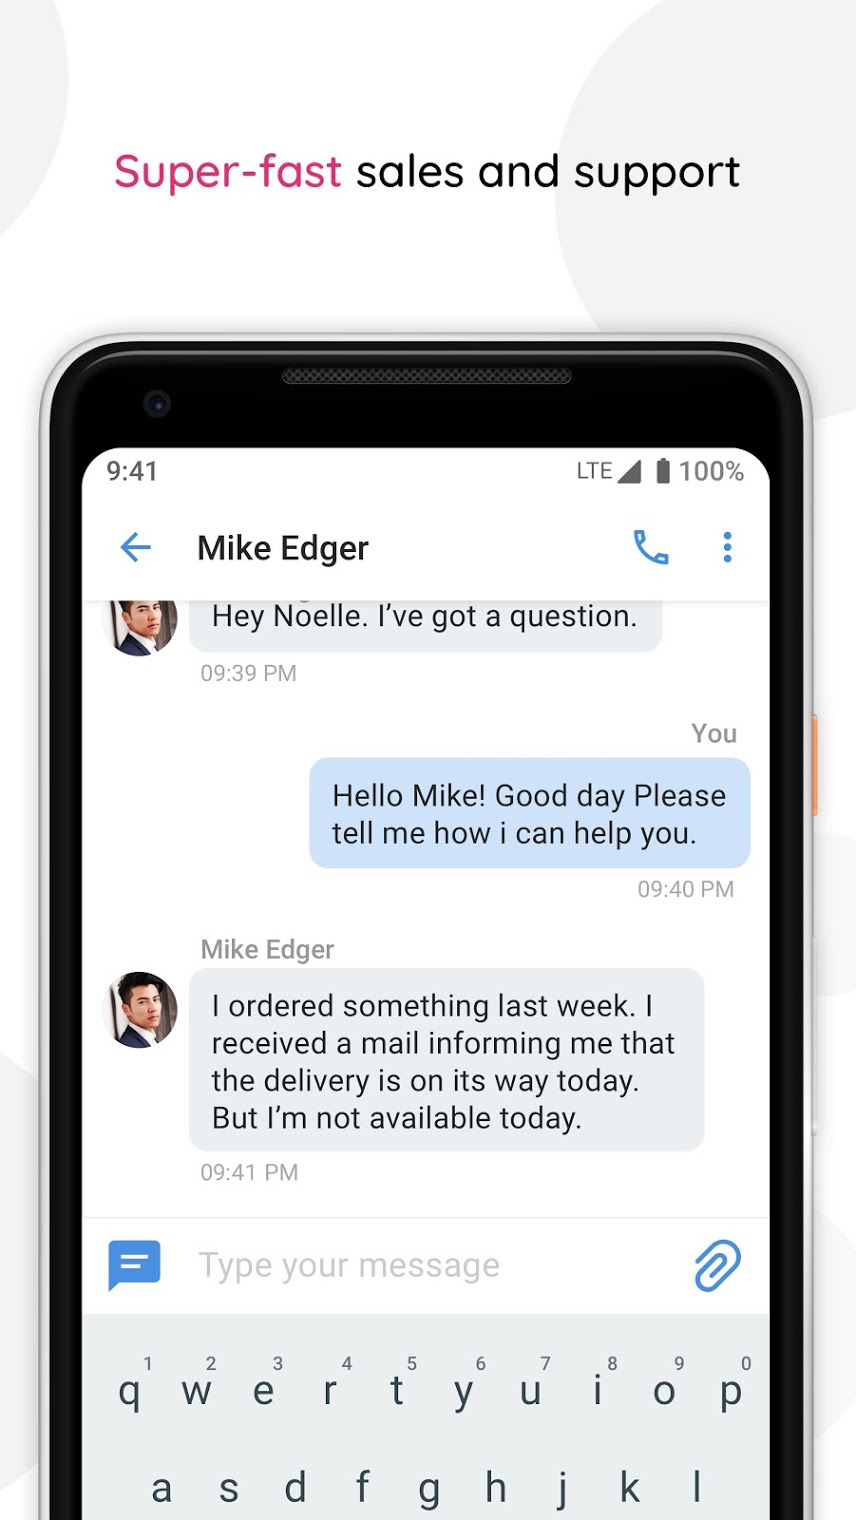 Super-fast sales and support
9:41 LTE 100%
Mike Edger
Hey Noelle. I’ve got a question.
09:39 PM
You
Hello Mike! Good day Please
tell me how i can help you.
09:40 PM
Mike Edger
I ordered something last week. I
received a mail informing me that
the delivery is on its way today.
But I’m not available today.
09:41 PM
Type your message
1 2 3 4 5 6 7 8 9 0
q w e r t y u i o p
a s d f g h j k l